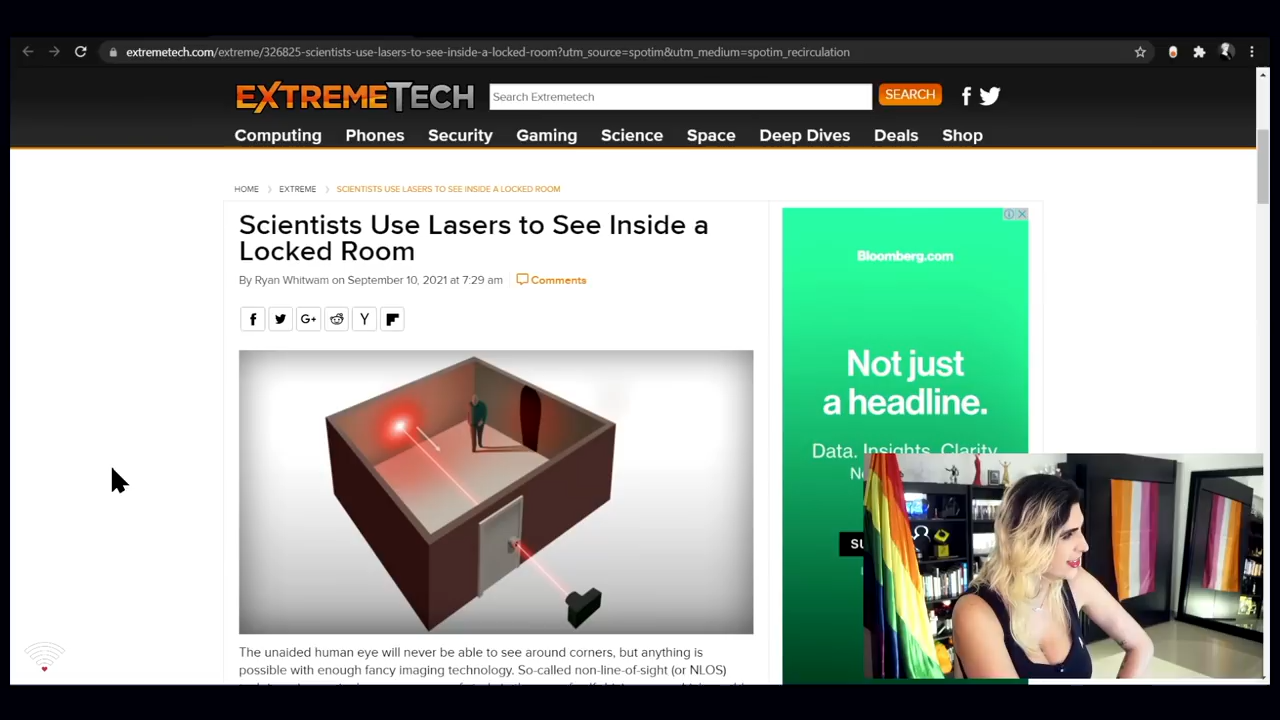 extremetech.com/extreme/326825-scientists-use-lasers-to-see-inside-a-locked-room?utm_source=spotim&utm_medium=spotim_recirculation
EXTREMETECH
Search Extremetech
SEARCH
Computing Phones Security Gaming Science Space Deep Dives Deals Shop
HOME EXTREME SCIENTISTS USE LASERS TO SEE INSIDE A LOCKED ROOM
Scientists Use Lasers to See Inside a
Locked Room
By Ryan Whitwam on September 10, 2021 at 7:29 am
Comments
G+
Y
The unaided human eye will never be able to see around corners, but anything is
possible with enough fancy imaging technology. So-called non-line-of-sight (or NLOS)
Bloomberg.com
Not just
a headline.
Data. Insights. Clarity.